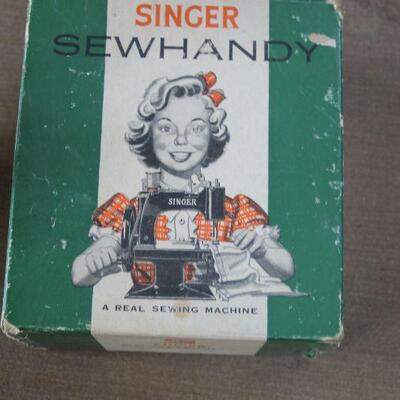 SINGER
SEWHANDY
SINGER
A REAL SEWING MACHINE